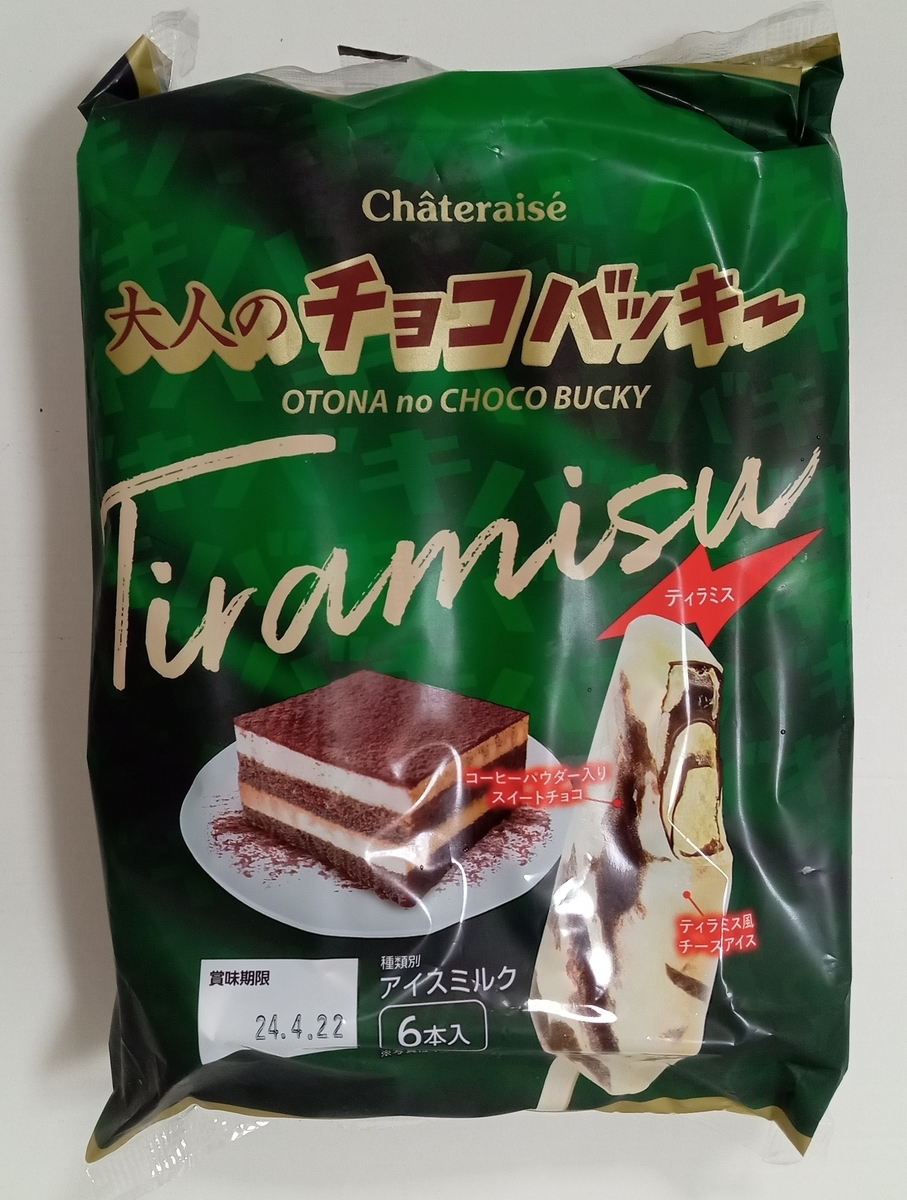 Châteraisé
大人のチョコバッキー
OTONA no CHOCO BUCKY
Tiramisu
ティラミス
コーヒーパウダー入り
スイートチョコ
ティラミス風
チーズアイス
賞味期限
24.4.22
種類別
アイスミルク
6本入